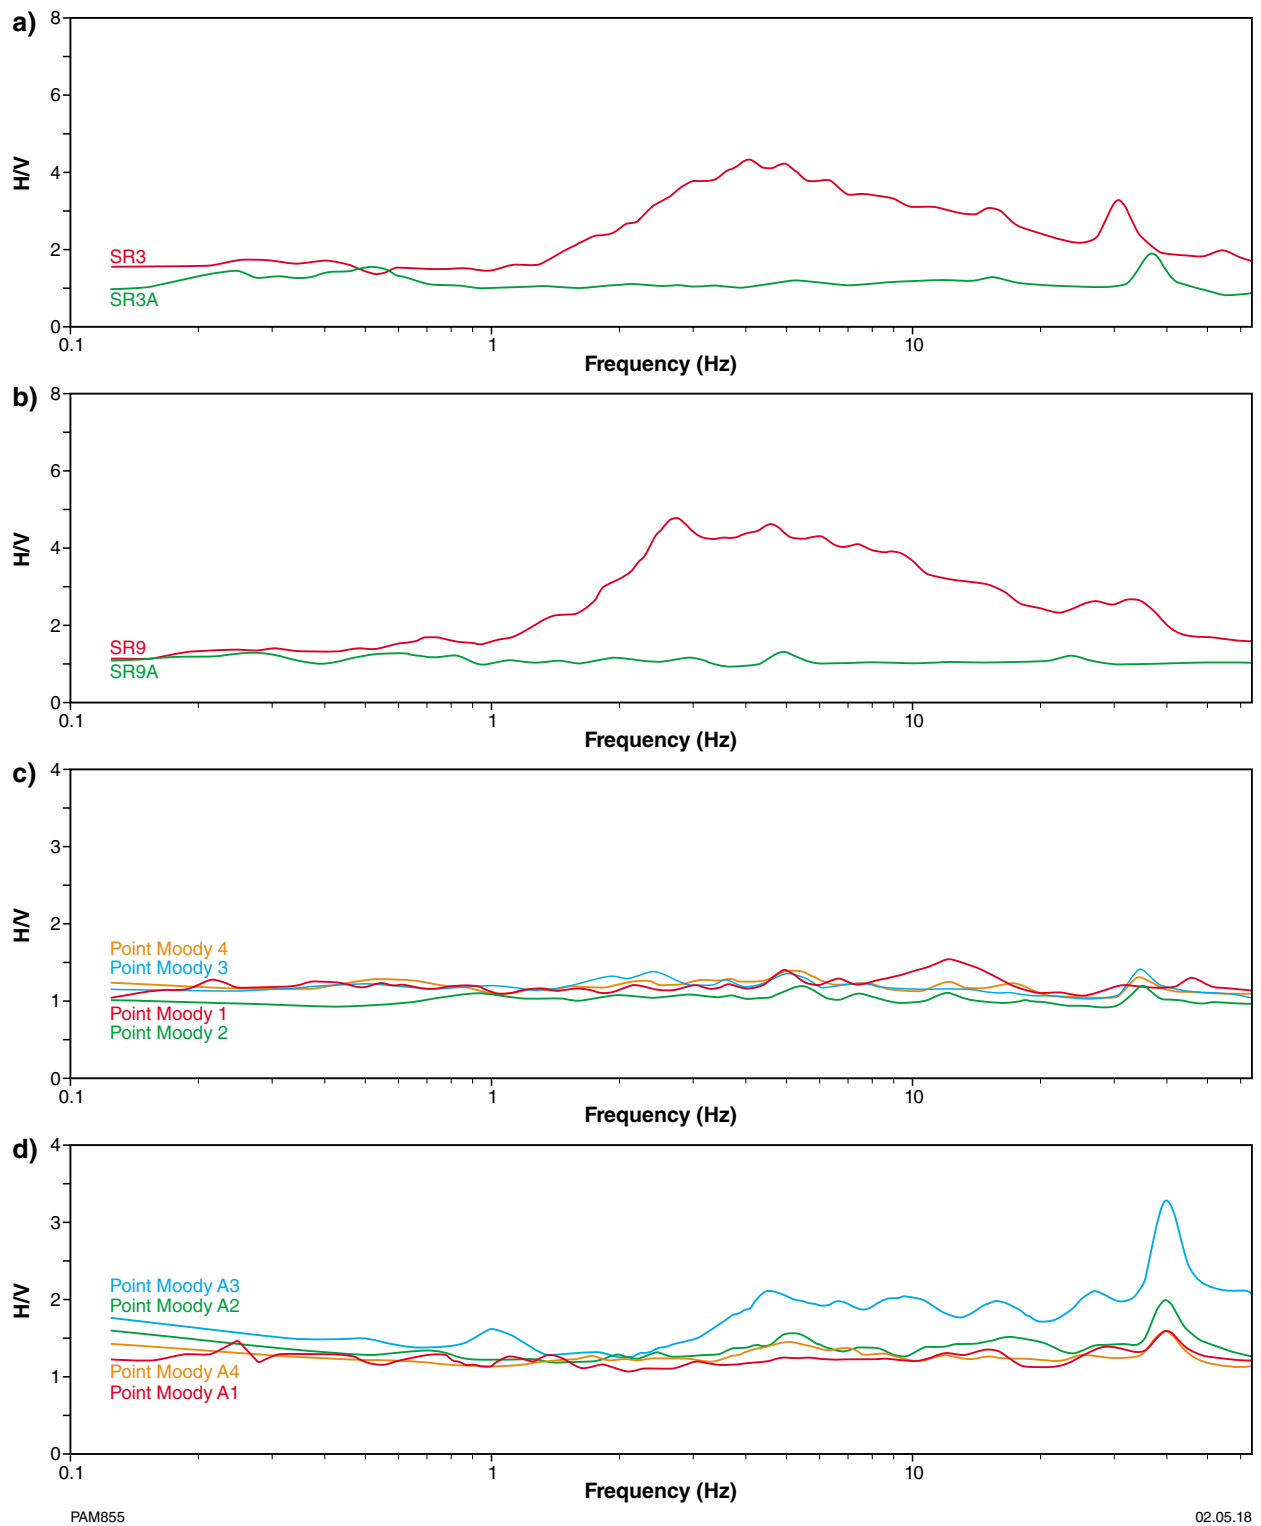 a)
8
6
4
2
0
H/V
SR3
SR3A
0.1 1 10
Frequency (Hz)
b)
8
6
4
2
0
H/V
SR9
SR9A
0.1 1 10
Frequency (Hz)
c)
4
3
2
1
0
H/V
Point Moody 4
Point Moody 3
Point Moody 1
Point Moody 2
0.1 1 10
Frequency (Hz)
d)
4
3
2
1
0
H/V
Point Moody A3
Point Moody A2
Point Moody A4
Point Moody A1
0.1 1 10
Frequency (Hz)
PAM855 02.05.18